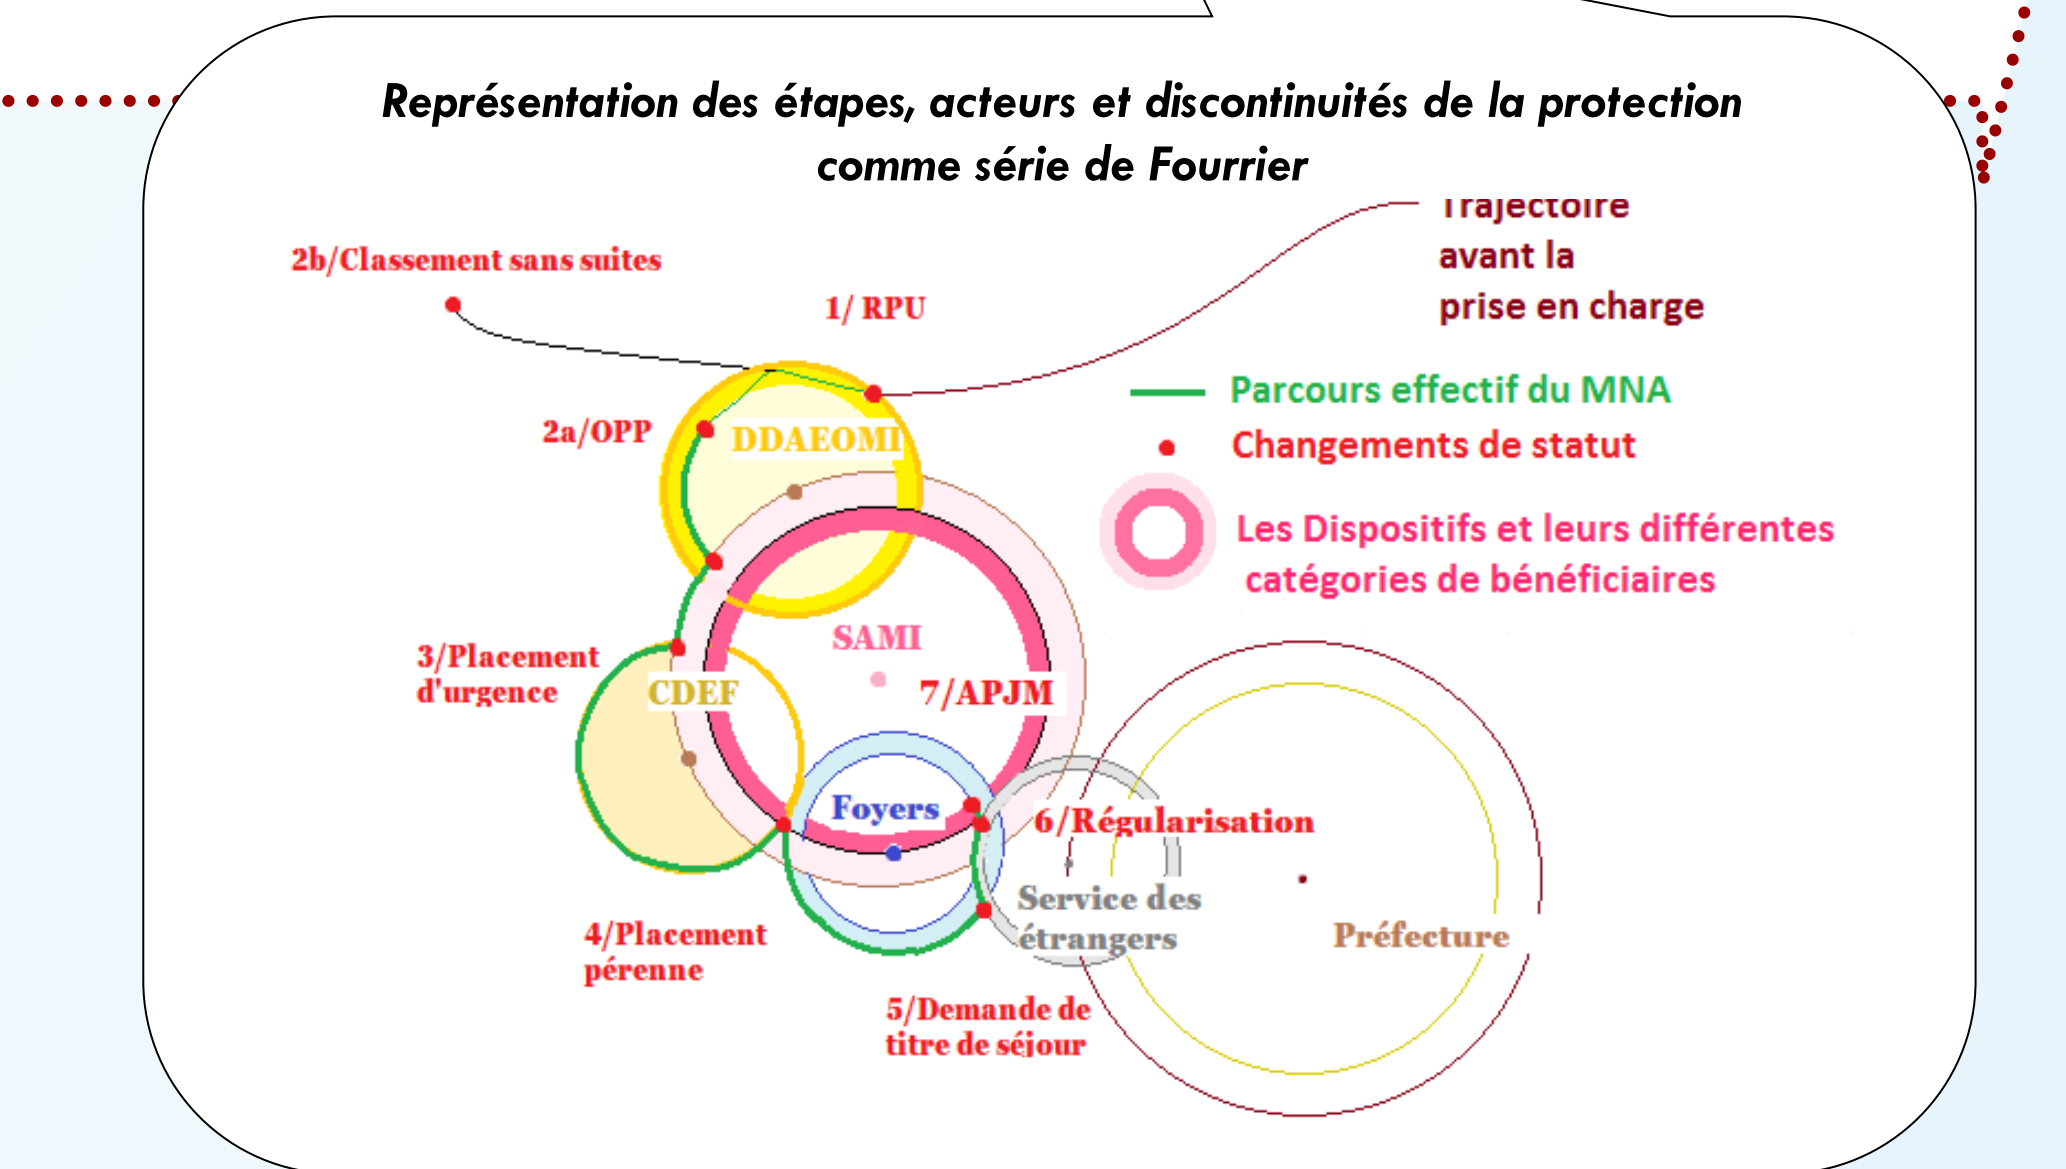 Représentation des étapes, acteurs et discontinuités de la protection
comme série de Fourrier
Trajectoire
avant la
prise en charge
2b/Classement sans suites
1/ RPU
Parcours effectif du MNA
2a/OPP
DDAEOMI
Changements de statut
Les Dispositifs et leurs différentes
catégories de bénéficiaires
SAMI
3/Placement
d'urgence
CDEF
7/APJM
Foyers
6/Régularisation
Service des
étrangers
Préfecture
4/Placement
pérenne
5/Demande de
titre de séjour